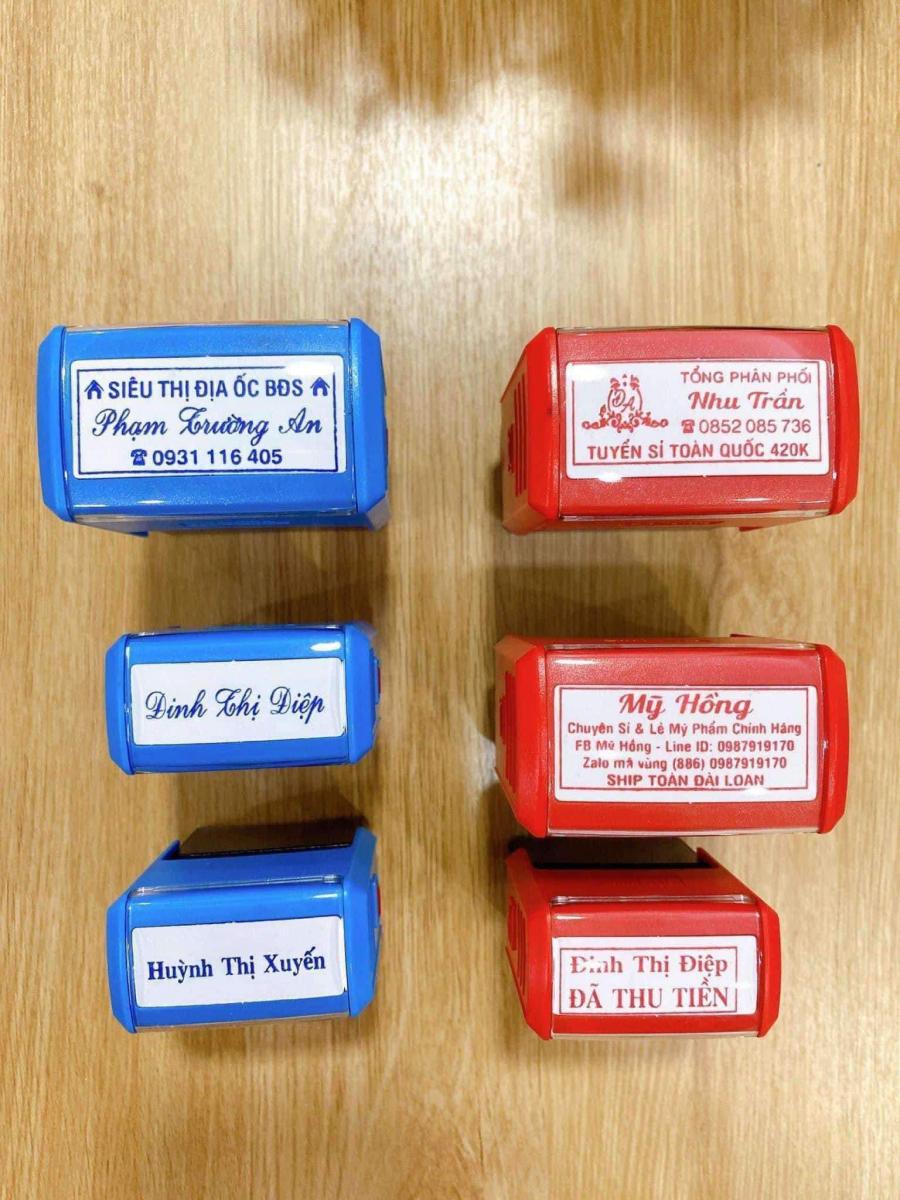 SIÊU THỊ ĐỊA ỐC BĐS
Phạm Trường An
☎ 0931 116 405
TỔNG PHÂN PHỐI
Như Trần
☎ 0852 085 736
TUYỂN SỈ TOÀN QUỐC 420K
DA
Đinh Thị Diệp
Mỹ Hồng
Chuyên Sỉ & Lẻ Mỹ Phẩm Chính Hãng
FB Mỹ Hồng - Line ID: 0987919170
Zalo mã vùng (886) 0987919170
SHIP TOÀN ĐÀI LOAN
Huỳnh Thị Xuyến
Đinh Thị Điệp
ĐÃ THU TIỀN